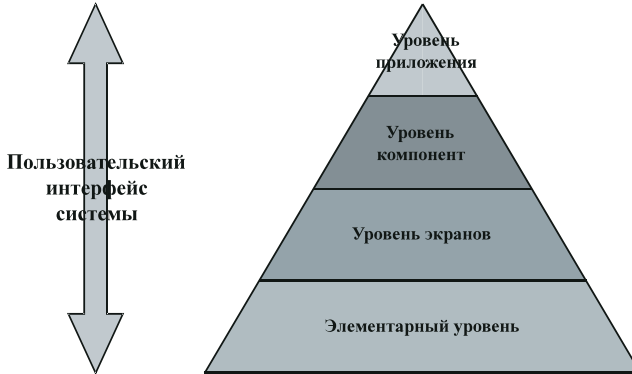 Пользовательский
интерфейс
системы
Уровень
приложения
Уровень
компонент
Уровень экранов
Элементарный уровень